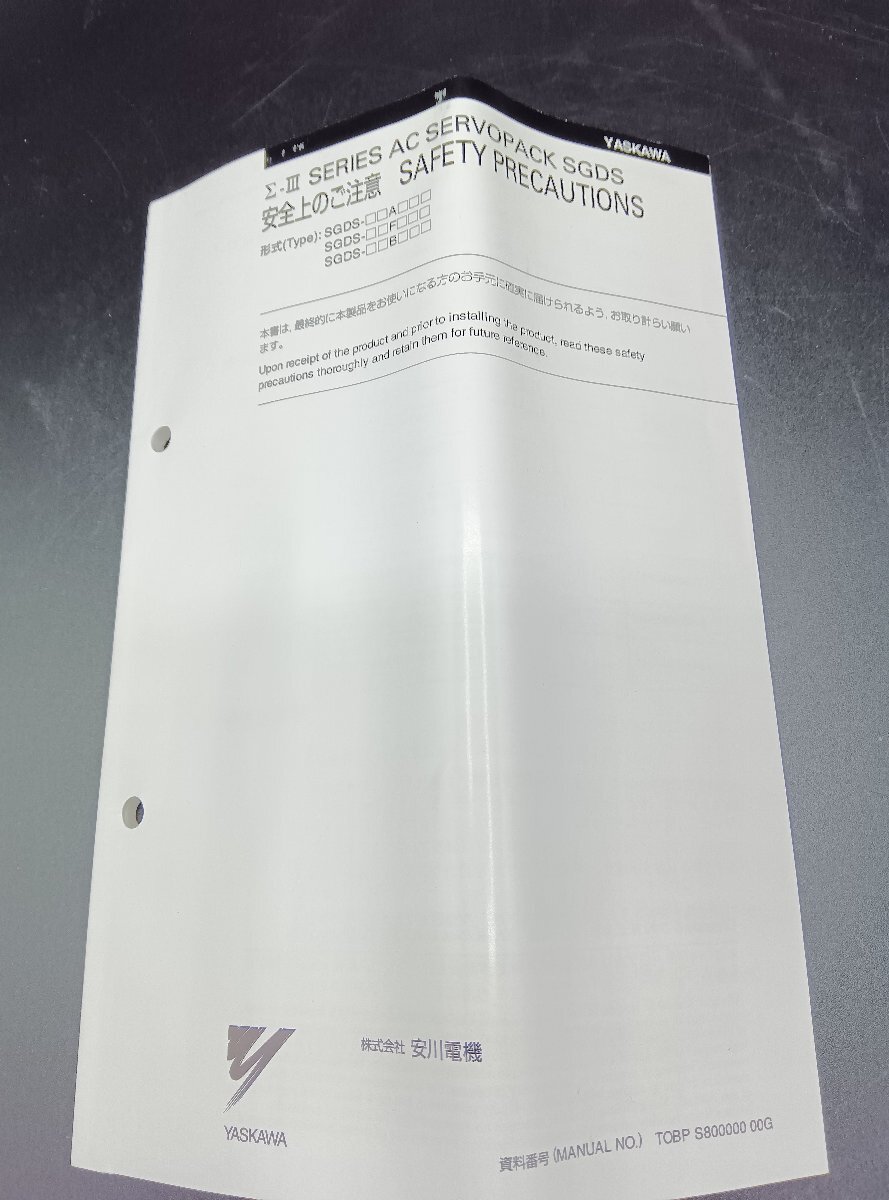 YASKAWA
Σ-III SERIES AC SERVOPACK SGDS
安全上のご注意 SAFETY PRECAUTIONS
形式(Type): SGDS-□□A□□□
SGDS-□□F□□□
SGDS-□□B□□□
本書は、最終的に本製品をお使いになる方のお手元に確実に届けられるよう、お取り計らい願い
ます。
Upon receipt of the product and prior to installing the product, read these safety
precautions thoroughly and retain them for future reference.
株式会社 安川電機
YASKAWA
資料番号 (MANUAL NO.) TOBP S800000 00G